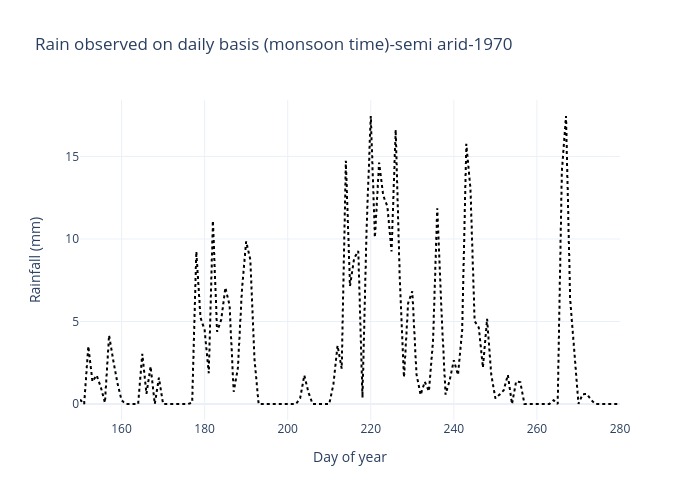 Rain observed on daily basis (monsoon time)-semi arid-1970
15
10
5
0
Rainfall (mm)
160 180 200 220 240 260 280
Day of year